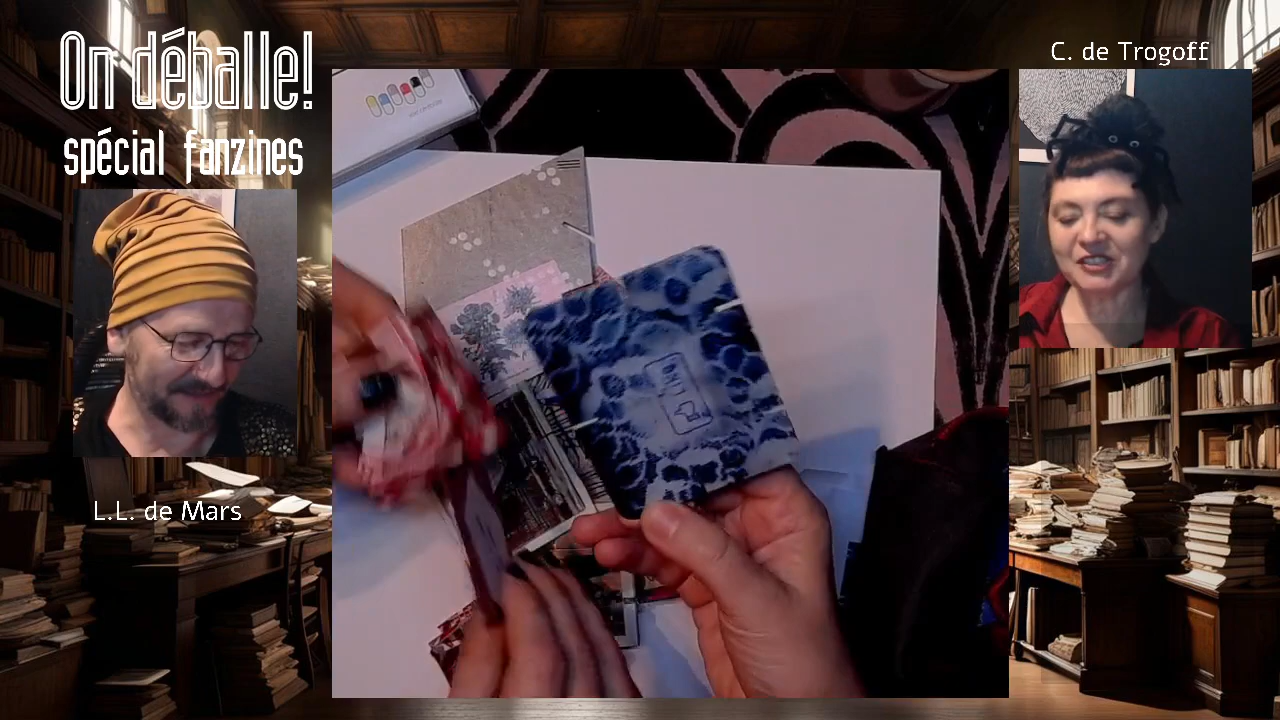 On déballe!
spécial fanzines
C. de Trogoff
L.L. de Mars